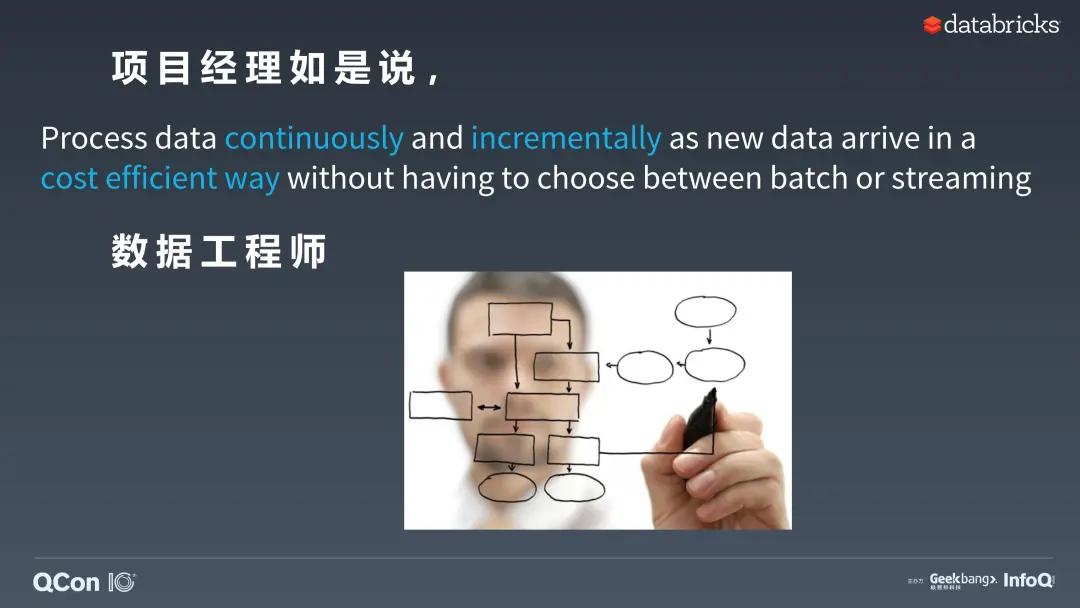 databricks
项目经理如是说，
Process data continuously and incrementally as new data arrive in a
cost efficient way without having to choose between batch or streaming
数据工程师
QCon 10
主办方 Geekbang>. InfoQ
极客邦科技